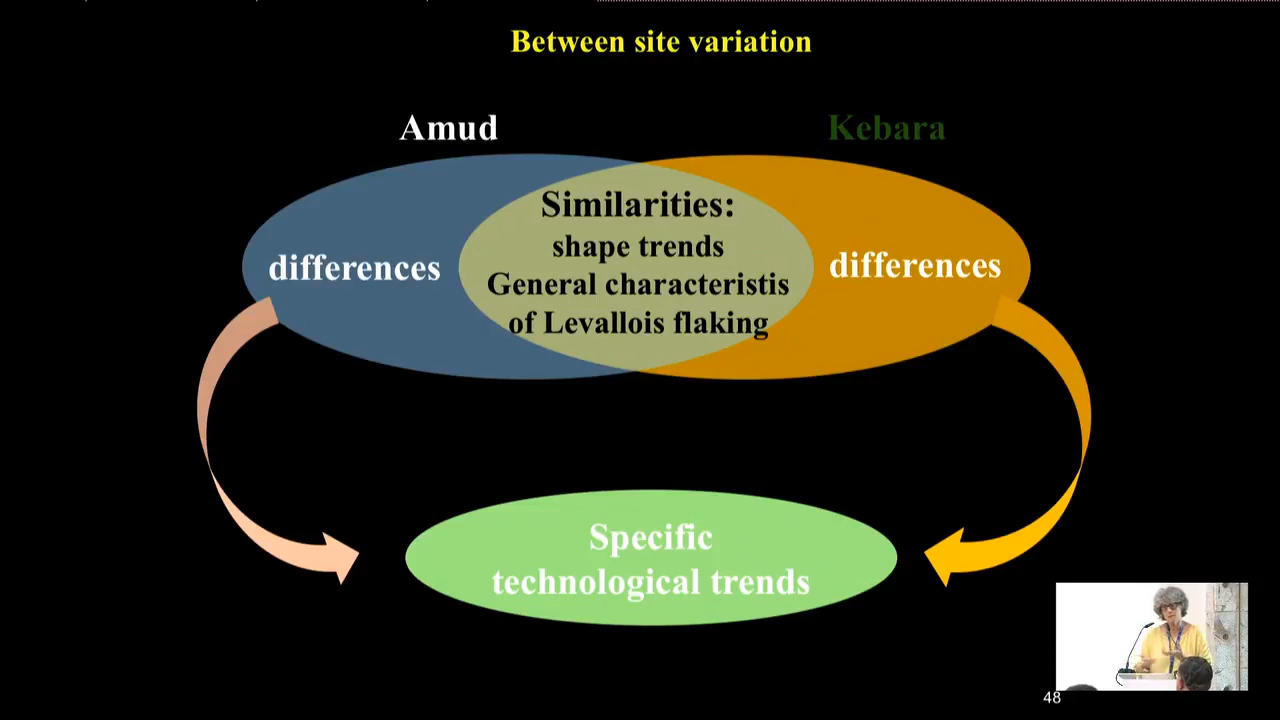 Between site variation
Amud
Kebara
Similarities:
shape trends
General characteristis
of Levallois flaking
differences
differences
Specific
technological trends
48